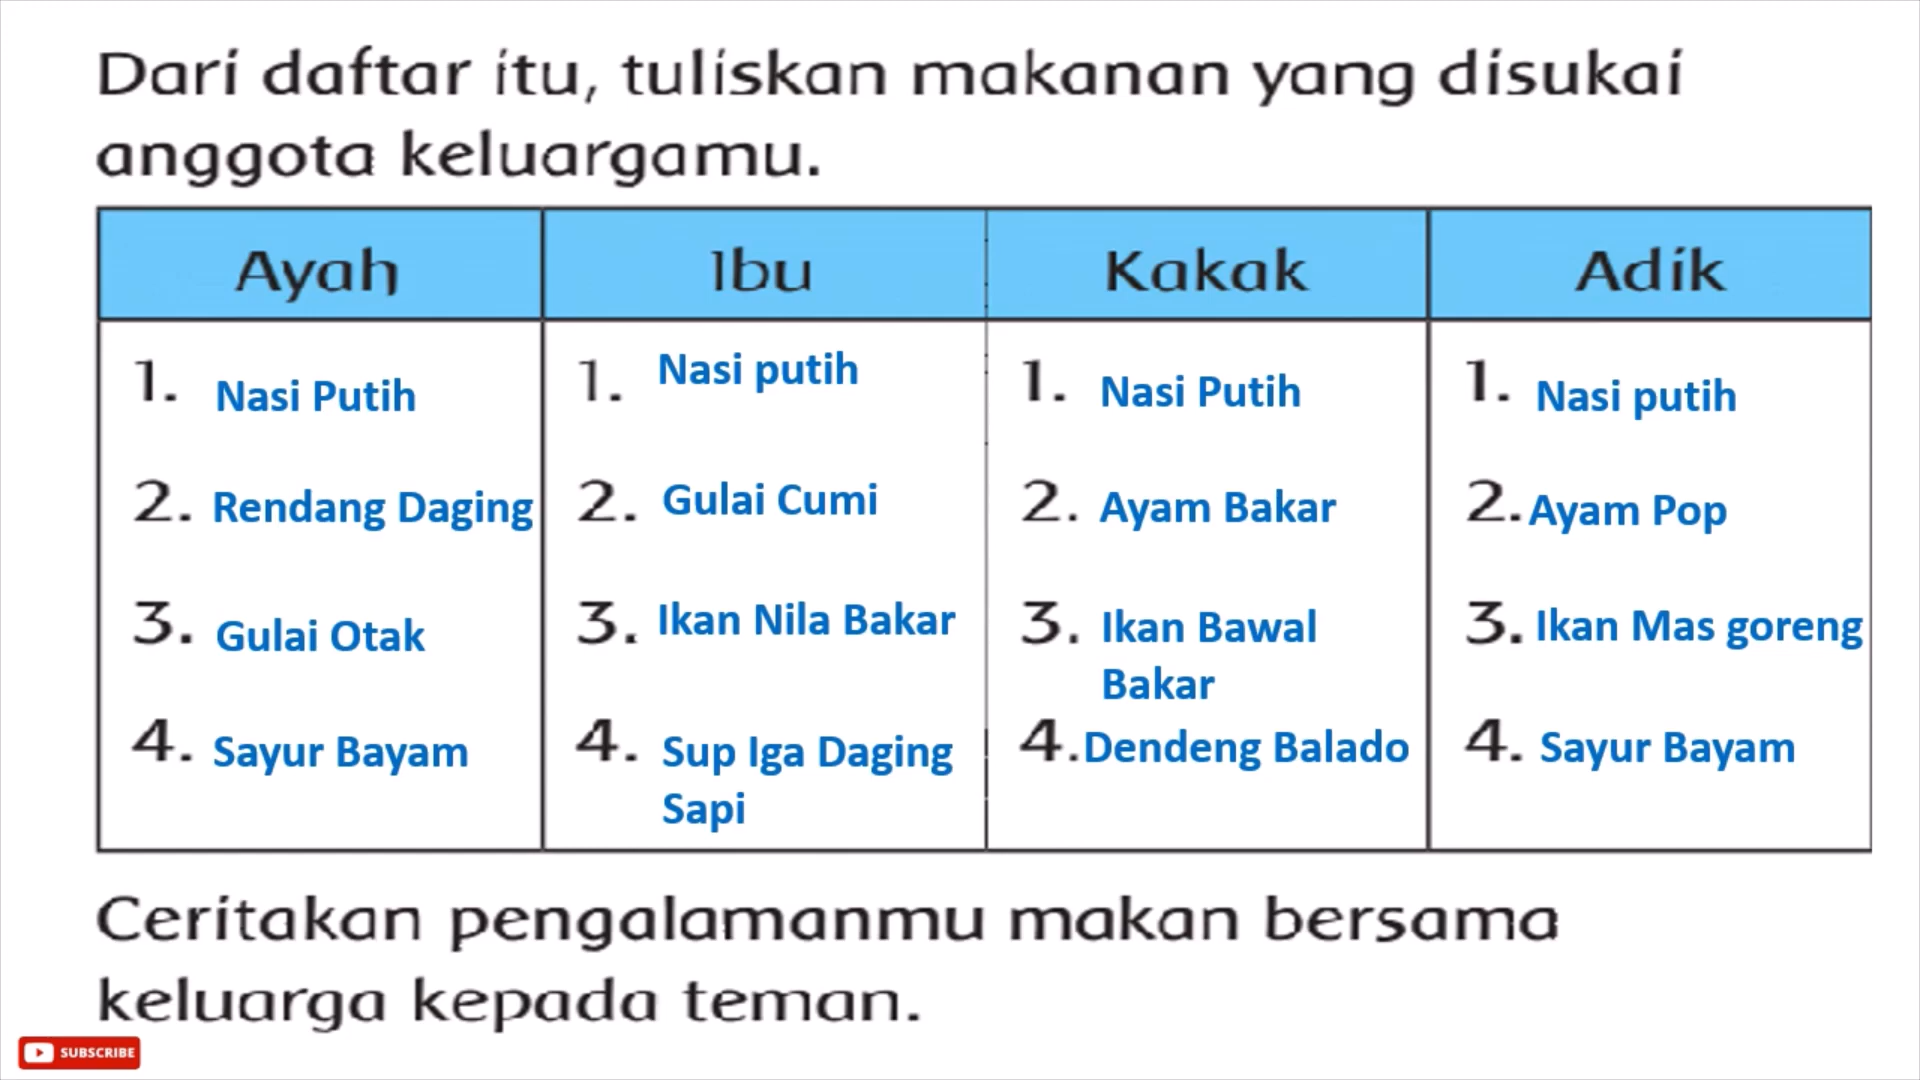 Dari daftar itu, tuliskan makanan yang disukai
anggota keluargamu.
Ayah
Ibu
Kakak
Adik
1. Nasi Putih
1. Nasi putih
1. Nasi Putih
1. Nasi putih
2. Rendang Daging
2. Gulai Cumi
2. Ayam Bakar
2. Ayam Pop
3. Gulai Otak
3. Ikan Nila Bakar
3. Ikan Bawal
Bakar
3. Ikan Mas goreng
4. Sayur Bayam
4. Sup Iga Daging
Sapi
4. Dendeng Balado
4. Sayur Bayam
Ceritakan pengalamanmu makan bersama
keluarga kepada teman.
SUBSCRIBE